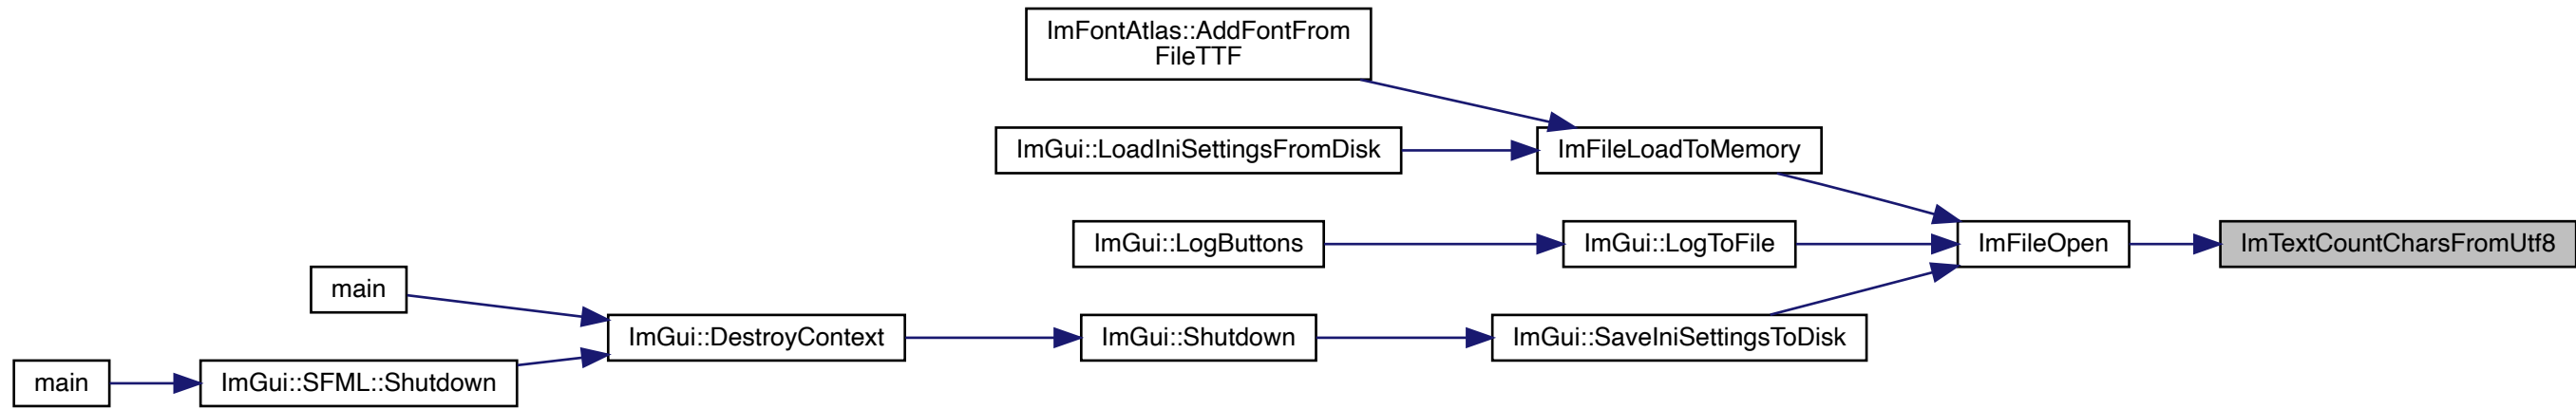 ImFontAtlas::AddFontFrom
FileTTF
ImGui::LoadIniSettingsFromDisk
ImFileLoadToMemory
ImGui::LogButtons
ImGui::LogToFile
ImFileOpen
ImTextCountCharsFromUtf8
main
ImGui::DestroyContext
ImGui::Shutdown
ImGui::SaveIniSettingsToDisk
main
ImGui::SFML::Shutdown